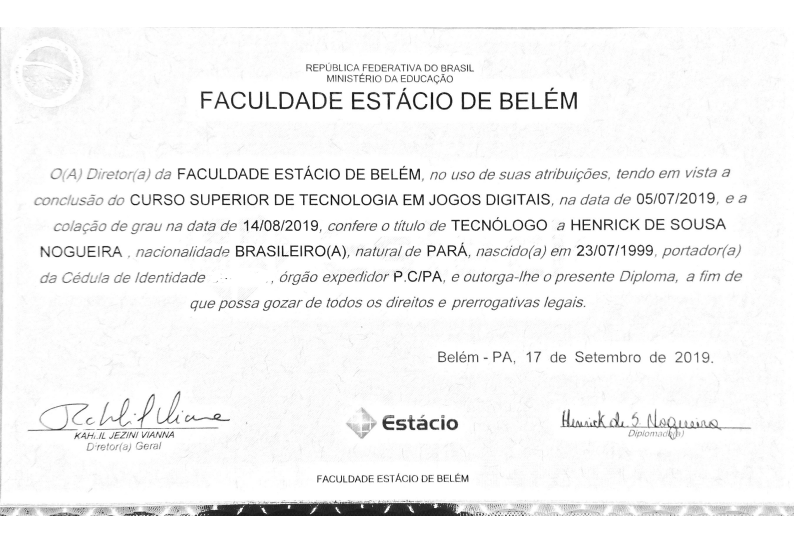 REPÚBLICA FEDERATIVA DO BRASIL
MINISTÉRIO DA EDUCAÇÃO
FACULDADE ESTÁCIO DE BELÉM
O(A) Diretor(a) da FACULDADE ESTÁCIO DE BELÉM, no uso de suas atribuições, tendo em vista a
conclusão do CURSO SUPERIOR DE TECNOLOGIA EM JOGOS DIGITAIS, na data de 05/07/2019, e a
colação de grau na data de 14/08/2019, confere o título de TECNÓLOGO a HENRICK DE SOUSA
NOGUEIRA , nacionalidade BRASILEIRO(A), natural de PARÁ, nascido(a) em 23/07/1999, portador(a)
da Cédula de Identidade , órgão expedidor P.C/PA, e outorga-lhe o presente Diploma, a fim de
que possa gozar de todos os direitos e prerrogativas legais.
Belém - PA, 17 de Setembro de 2019.
JEZINI VIANNA
Diretor(a) Geral
Estácio
Henrick de S Nogueira
Diplomado(a)
FACULDADE ESTÁCIO DE BELÉM